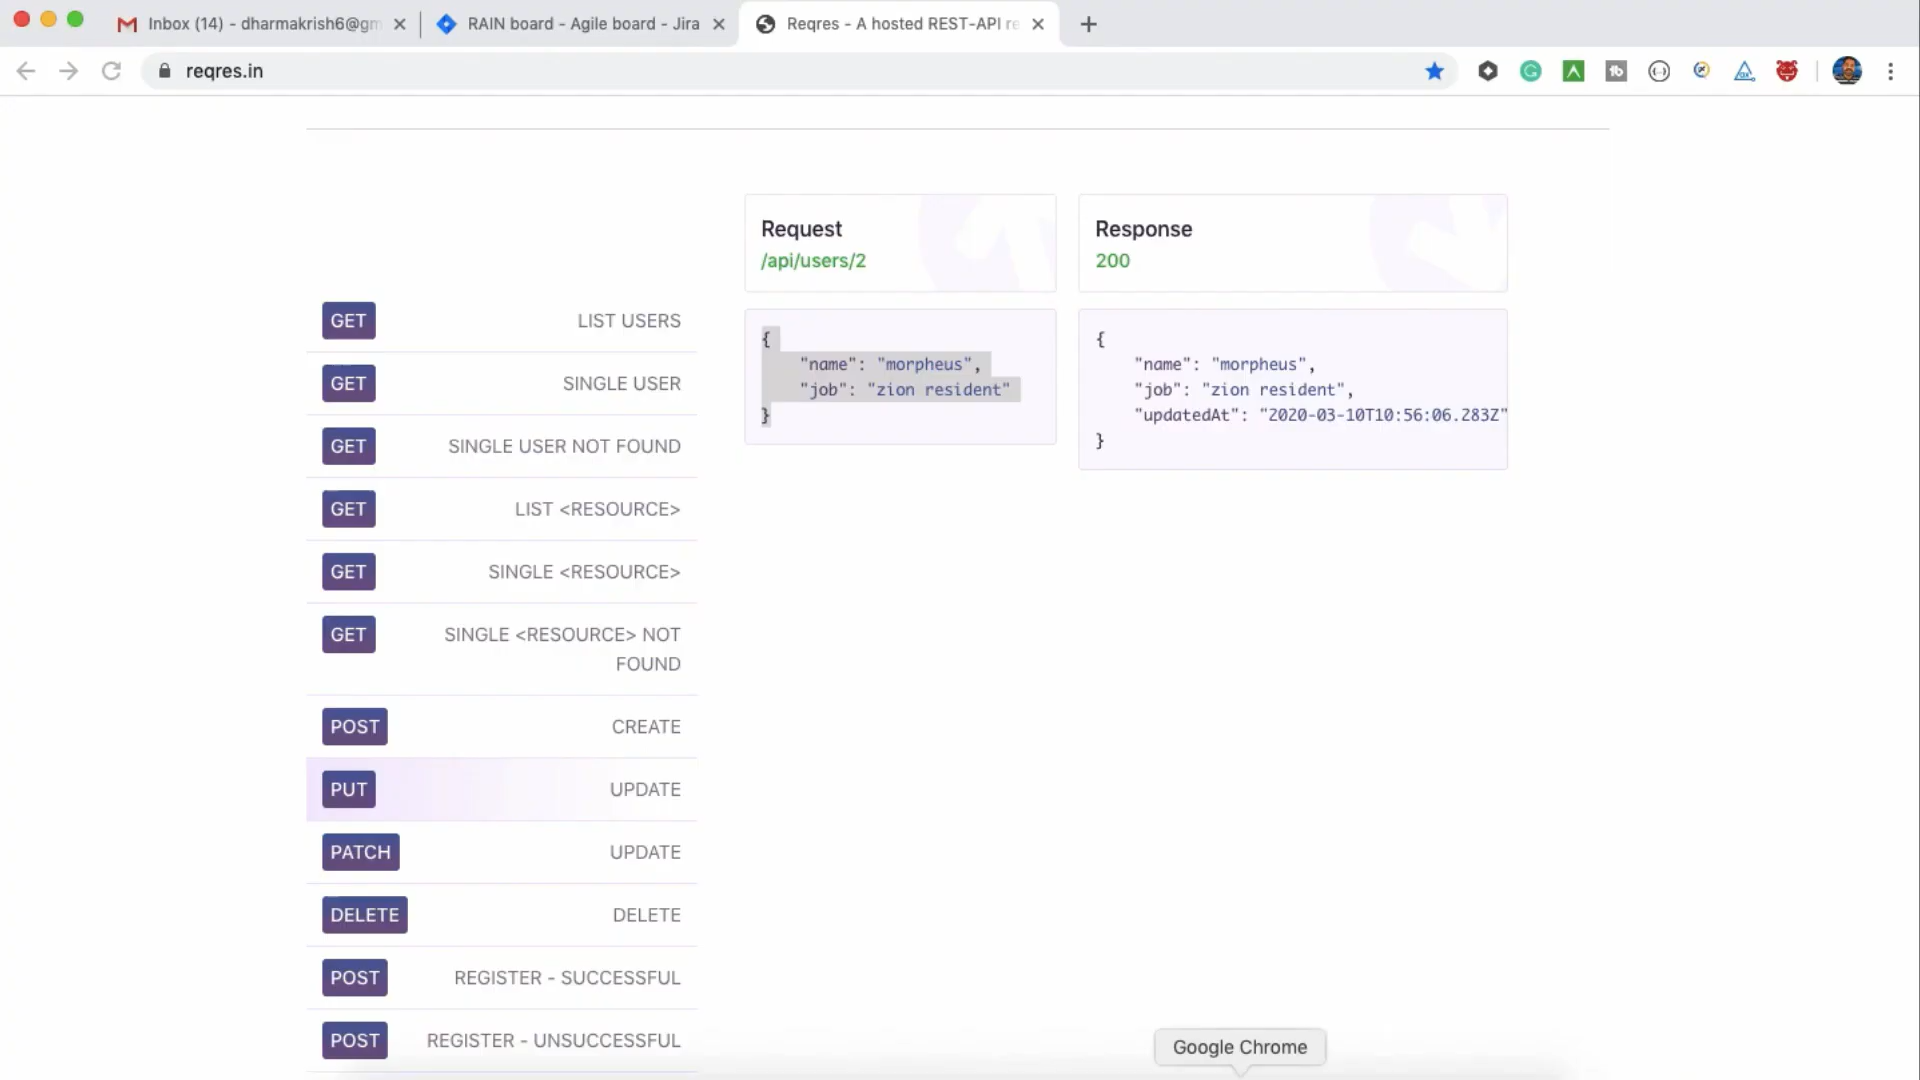 Inbox (14) - dharmakrish6@gm
RAIN board - Agile board - Jira
Reqres - A hosted REST-API re
reqres.in
Request
/api/users/2
Response
200
{
"name": "morpheus",
"job": "zion resident"
}
{
"name": "morpheus",
"job": "zion resident",
"updatedAt": "2020-03-10T10:56:06.283Z"
}
GET LIST USERS
GET SINGLE USER
GET SINGLE USER NOT FOUND
GET LIST <RESOURCE>
GET SINGLE <RESOURCE>
GET SINGLE <RESOURCE> NOT
FOUND
POST CREATE
PUT UPDATE
PATCH UPDATE
DELETE DELETE
POST REGISTER - SUCCESSFUL
POST REGISTER - UNSUCCESSFUL
Google Chrome